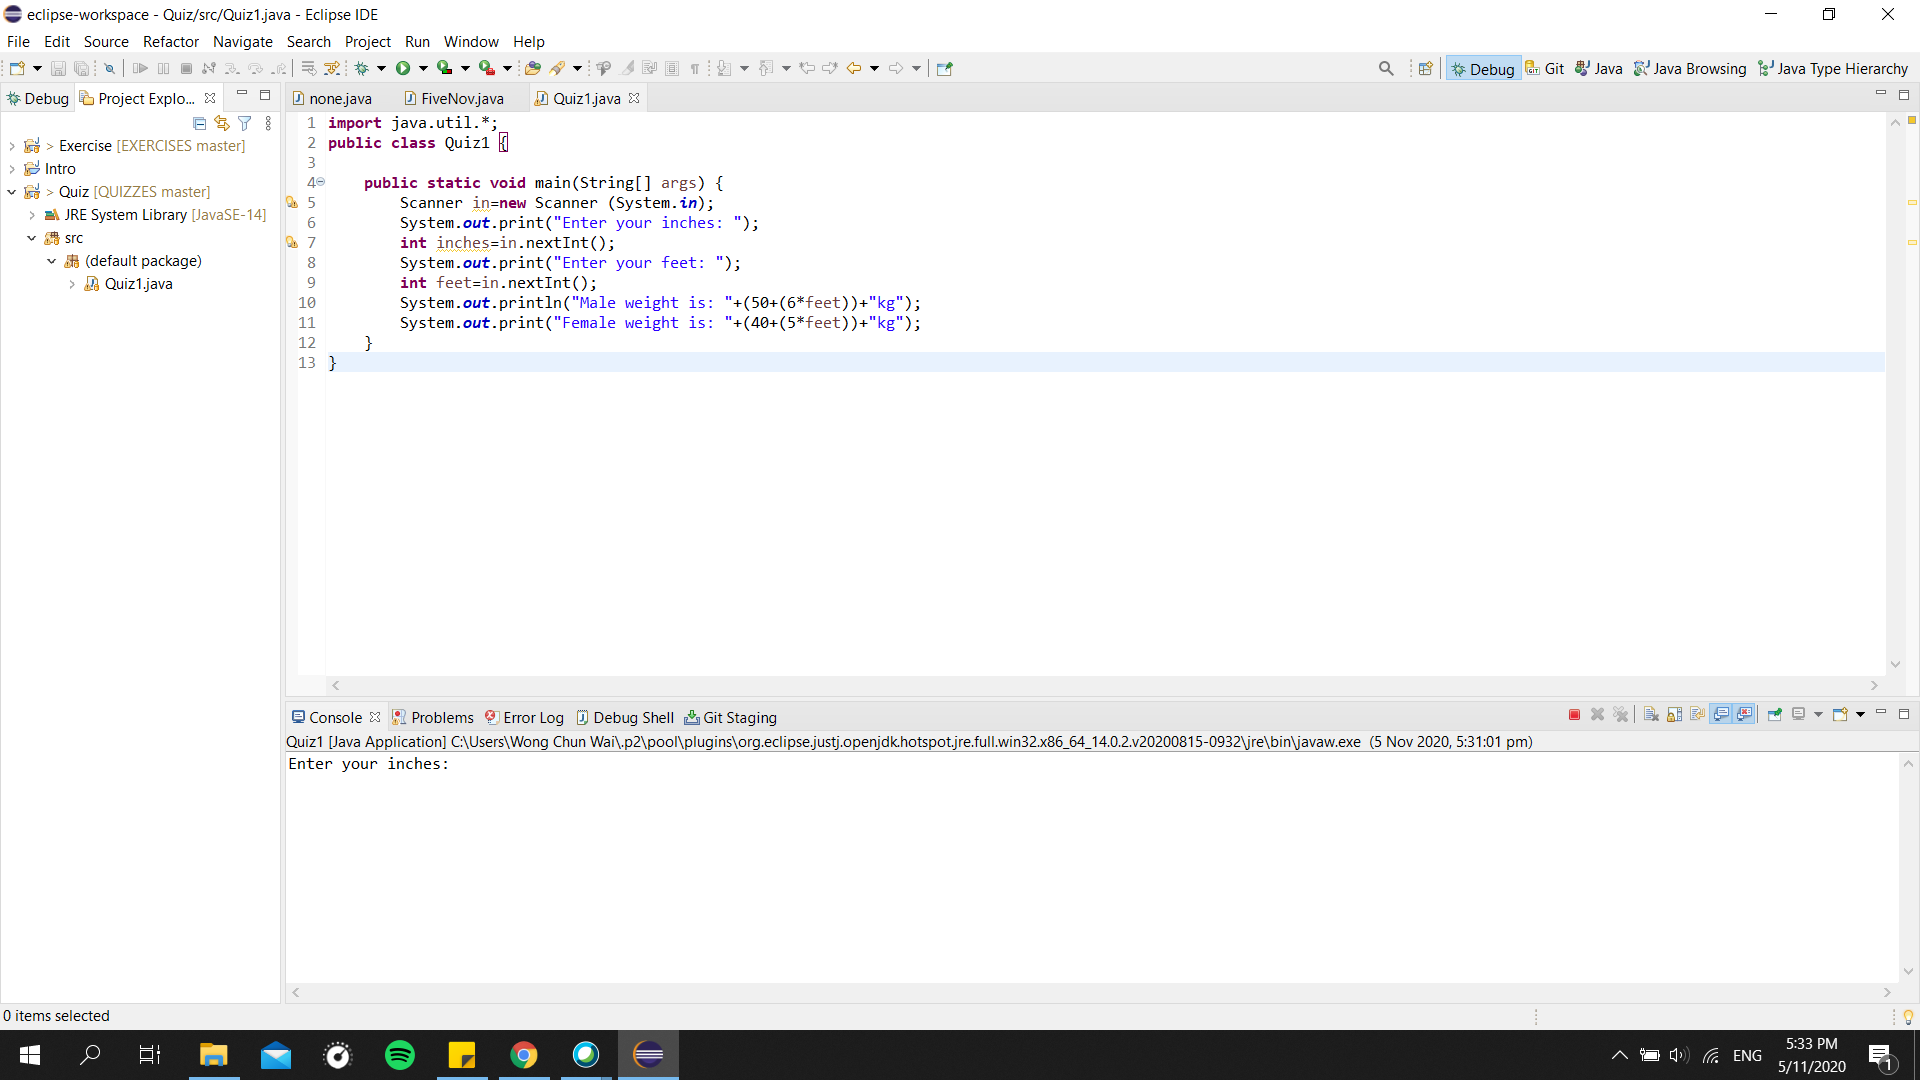 eclipse-workspace - Quiz/src/Quiz1.java - Eclipse IDE
File Edit Source Refactor Navigate Search Project Run Window Help
Debug Git Java Java Browsing Java Type Hierarchy
Debug Project Explo... none.java FiveNov.java Quiz1.java
> Exercise [EXERCISES master]
Intro
> Quiz [QUIZZES master]
JRE System Library [JavaSE-14]
src
(default package)
Quiz1.java
1 import java.util.*;
2 public class Quiz1 {
3
4 public static void main(String[] args) {
5 Scanner in=new Scanner (System.in);
6 System.out.print("Enter your inches: ");
7 int inches=in.nextInt();
8 System.out.print("Enter your feet: ");
9 int feet=in.nextInt();
10 System.out.println("Male weight is: "+(50+(6*feet))+"kg");
11 System.out.print("Female weight is: "+(40+(5*feet))+"kg");
12 }
13 }
Console Problems Error Log Debug Shell Git Staging
Quiz1 [Java Application] C:\Users\Wong Chun Wai\.p2\pool\plugins\org.eclipse.justj.openjdk.hotspot.jre.full.win32.x86_64_14.0.2.v20200815-0932\jre\bin\javaw.exe (5 Nov 2020, 5:31:01 pm)
Enter your inches:
0 items selected
ENG
5:33 PM
5/11/2020
1